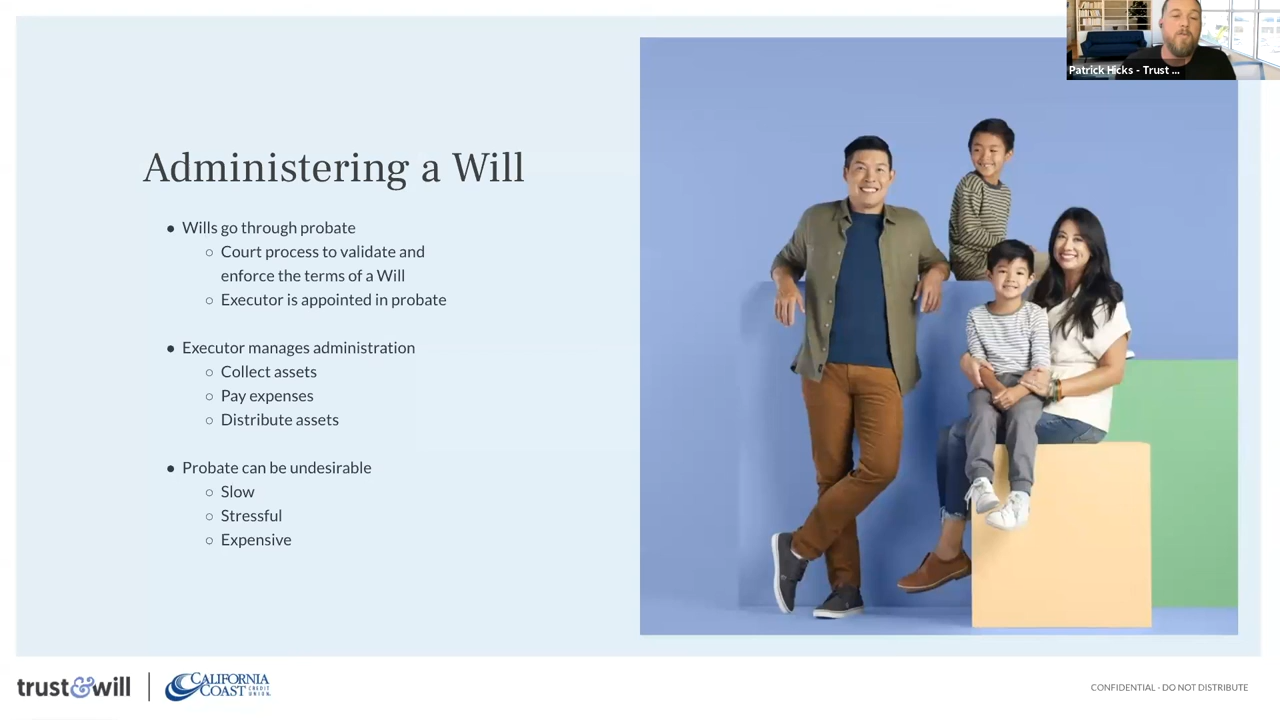 Patrick Hicks - Trust ...
Administering a Will
● Wills go through probate
○ Court process to validate and
enforce the terms of a Will
○ Executor is appointed in probate
● Executor manages administration
○ Collect assets
○ Pay expenses
○ Distribute assets
● Probate can be undesirable
○ Slow
○ Stressful
○ Expensive
trust&will
CALIFORNIA
COAST CREDIT
UNION
CONFIDENTIAL - DO NOT DISTRIBUTE